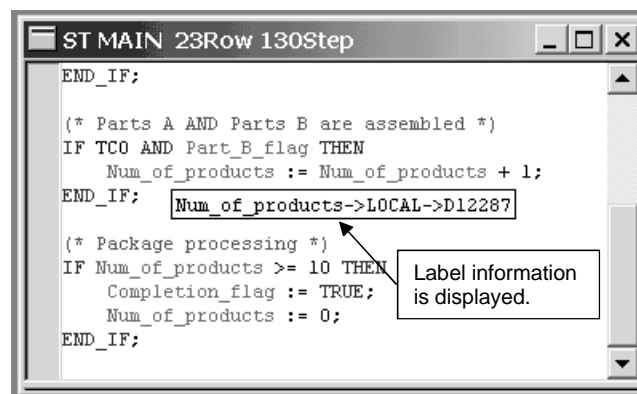 ST MAIN 23Row 130Step
END_IF;
(* Parts A AND Parts B are assembled *)
IF TC0 AND Part_B_flag THEN
Num_of_products := Num_of_products + 1;
END_IF;
Num_of_products->LOCAL->D12287
(* Package processing *)
IF Num_of_products >= 10 THEN
Completion_flag := TRUE;
Num_of_products := 0;
END_IF;
Label information
is displayed.